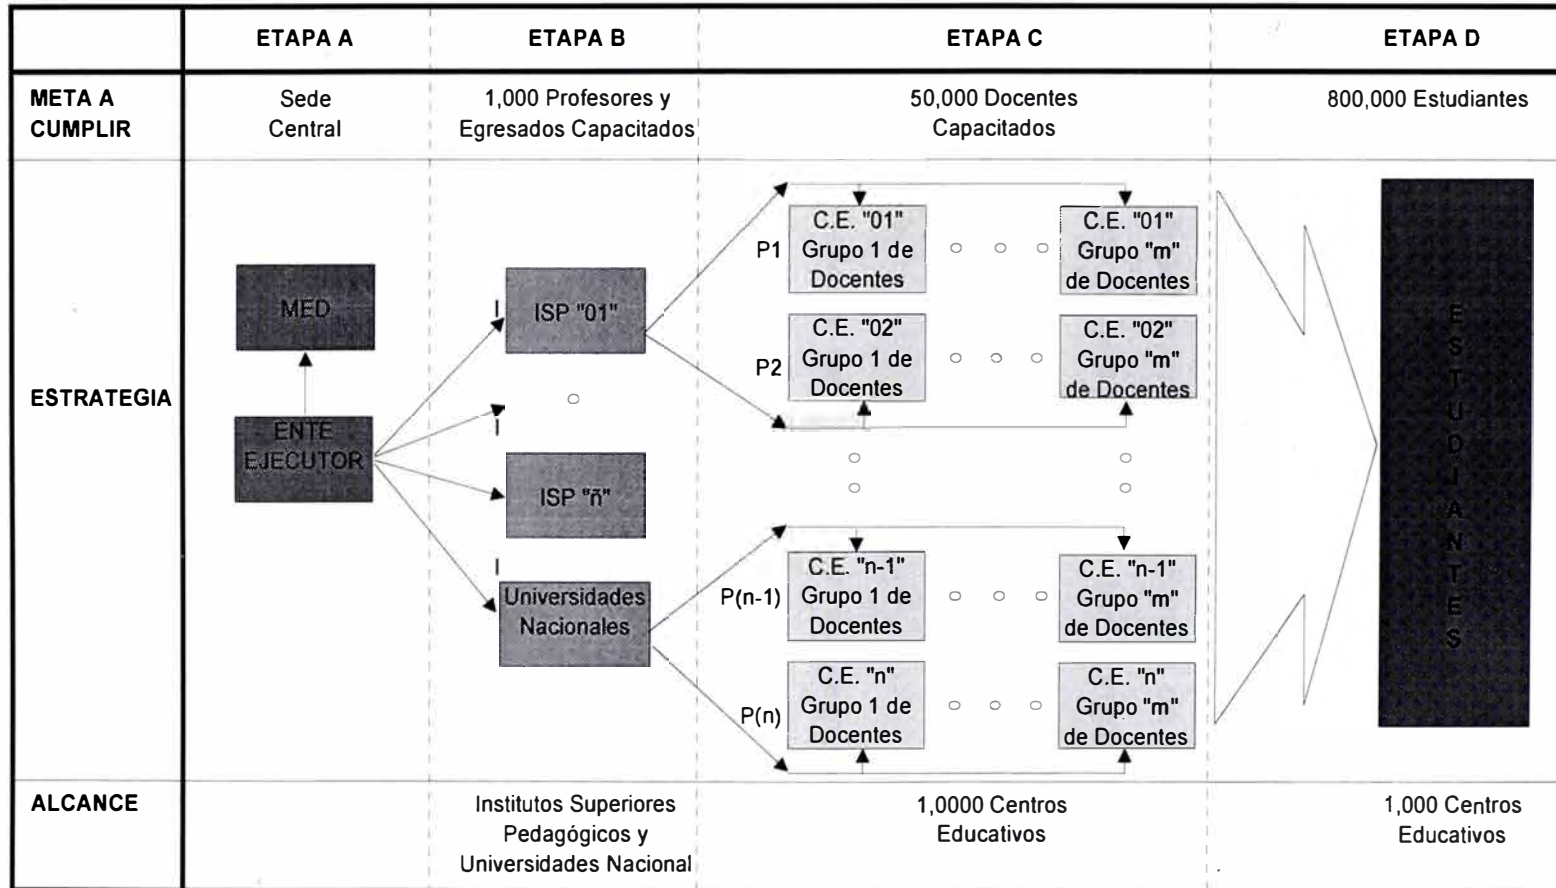 ETAPA A ETAPA B ETAPA C ETAPA D
META A
CUMPLIR
Sede
Central
1,000 Profesores y
Egresados Capacitados
50,000 Docentes
Capacitados
800,000 Estudiantes
ESTRATEGIA
MED
ENTE
EJECUTOR
ISP "01"
ISP "ñ"
Universidades
Nacionales
P1
C.E. "01"
Grupo 1 de
Docentes
C.E. "01"
Grupo "m"
de Docentes
P2
C.E. "02"
Grupo 1 de
Docentes
C.E. "02"
Grupo "m"
de Docentes
P(n-1)
C.E. "n-1"
Grupo 1 de
Docentes
C.E. "n-1"
Grupo "m"
de Docentes
P(n)
C.E. "n"
Grupo 1 de
Docentes
C.E. "n"
Grupo "m"
de Docentes
ESTUDIANTES
ALCANCE
Institutos Superiores
Pedagógicos y
Universidades Nacional
1,0000 Centros
Educativos
1,000 Centros
Educativos